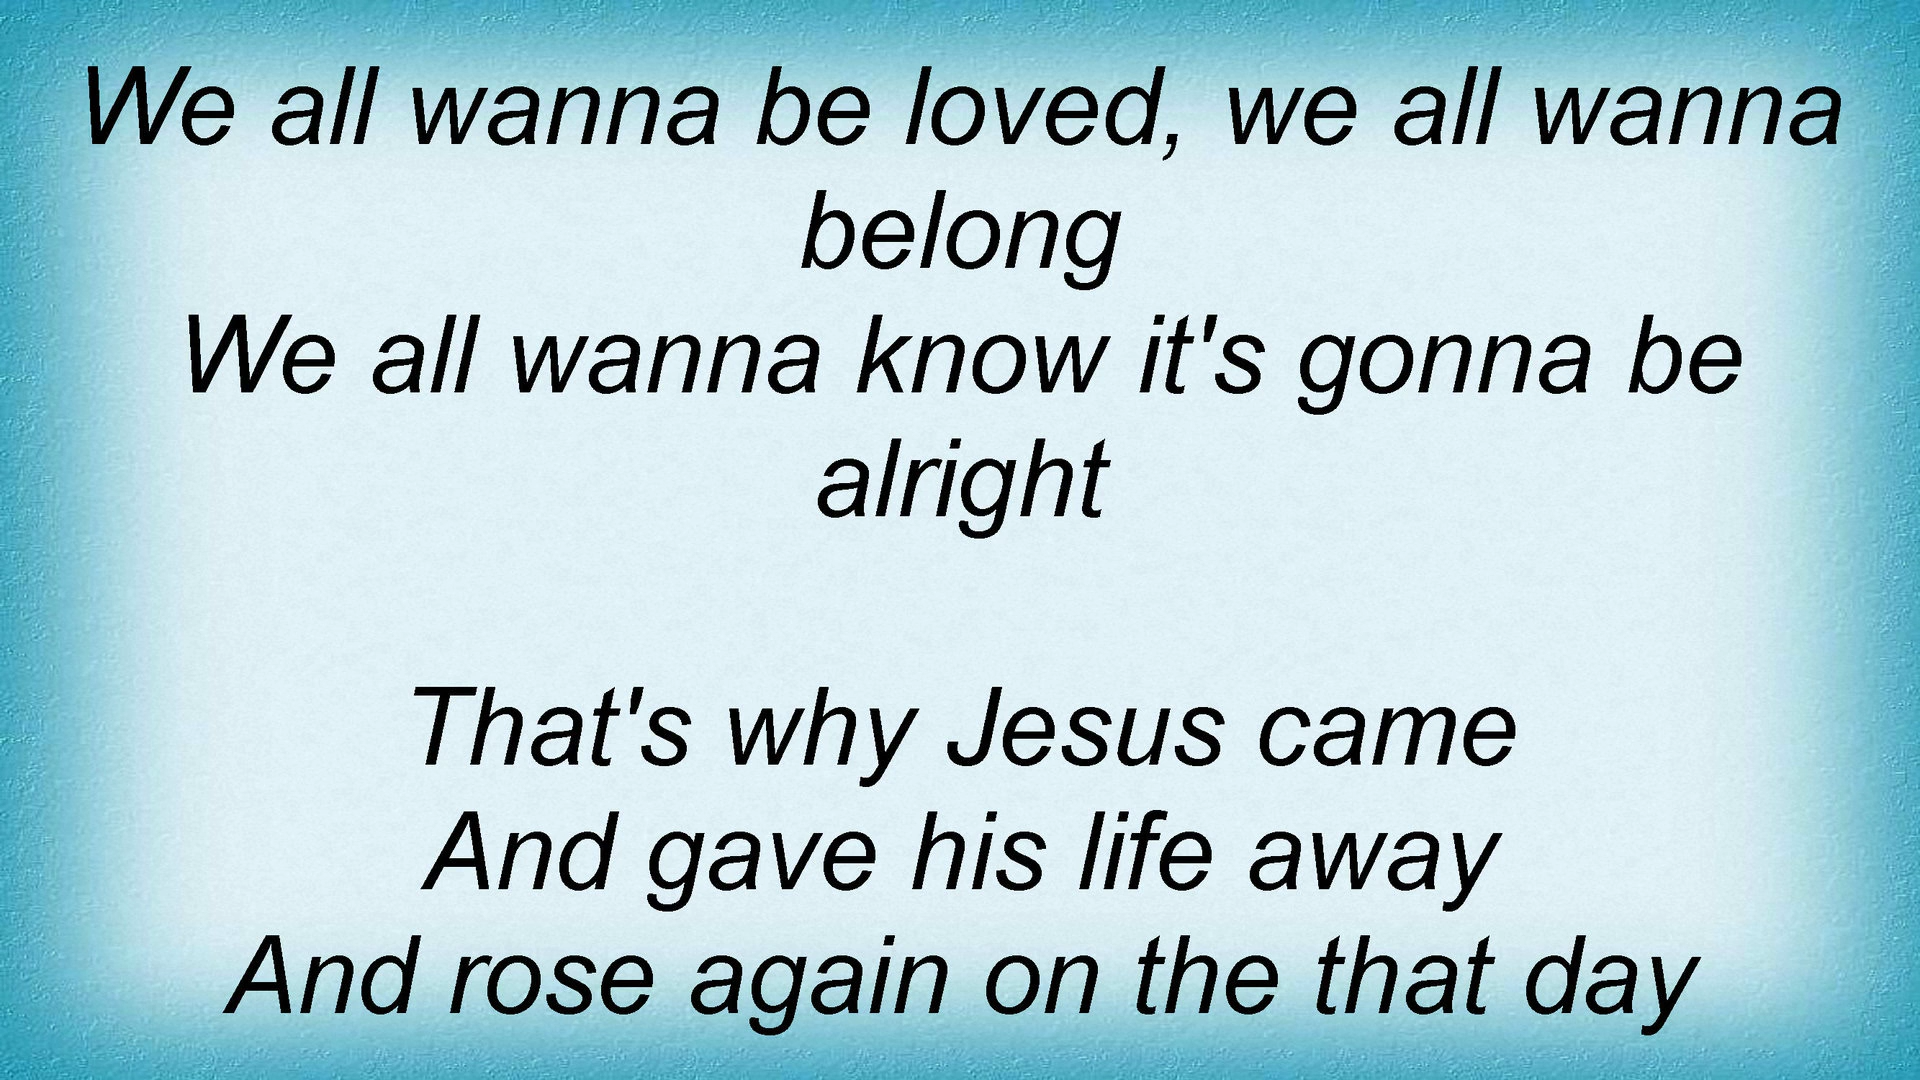 We all wanna be loved, we all wanna
belong
We all wanna know it's gonna be
alright
That's why Jesus came
And gave his life away
And rose again on the that day